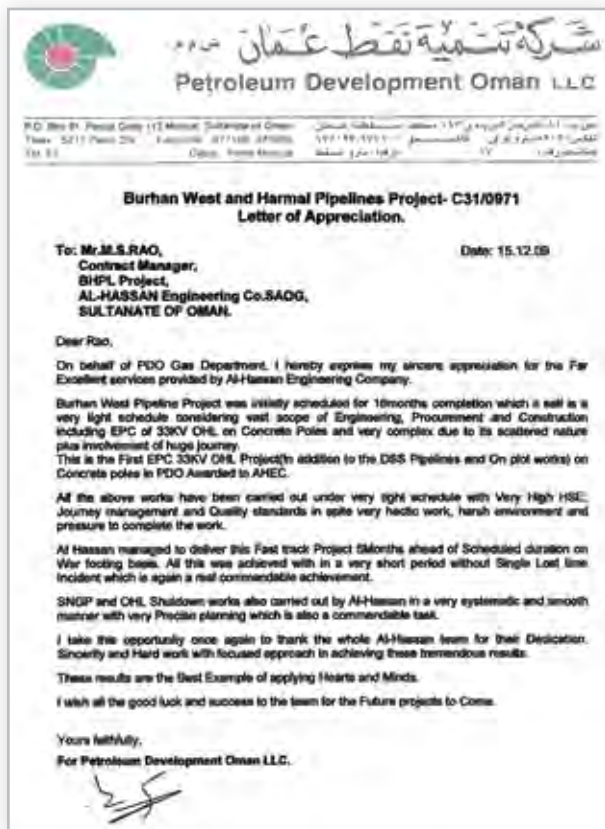 شركة تنمية نفط عمان ش.م.م
Petroleum Development Oman LLC
Burhan West and Harmal Pipelines Project- C31/0971
Letter of Appreciation.
To: Mr.M.S.RAO,
Date: 15.12.09
Contract Manager,
BHPL Project,
AL-HASSAN Engineering Co.SAOG,
SULTANATE OF OMAN.
Dear Rao,
On behalf of PDO Gas Department, I hereby express my sincere appreciation for the Far
Excellent services provided by Al-Hassan Engineering Company.
Burhan West Pipeline Project was initially scheduled for 16months completion which it self is a
very tight schedule considering vast scope of Engineering, Procurement and Construction
including EPC of 33KV OHL on Concrete Poles and very complex due to its scattered nature
plus involvement of huge journey.
This is the First EPC 33KV OHL Project(In addition to the DSS Pipelines and On plot works) on
Concrete poles in PDO Awarded to AHEC.
All the above works have been carried out under very tight schedule with Very High HSE,
Journey management and Quality standards in spite very hectic work, harsh environment and
pressure to complete the work.
Al Hassan managed to deliver this Fast track Project 5Months ahead of Scheduled duration on
War footing basis. All this was achieved with in a very short period without Single Lost time
Incident which is again a real commendable achievement.
SNGP and OHL Shutdown works also carried out by Al-Hassan in a very systematic and smooth
manner with very Precise planning which is also a commendable task.
I take this opportunity once again to thank the whole Al-Hassan team for their Dedication,
Sincerity and Hard work with focused approach in achieving these tremendous results.
These results are the Best Example of applying Hearts and Minds.
I wish all the good luck and success to the team for the Future projects to Come.
Yours faithfully,
For Petroleum Development Oman LLC.